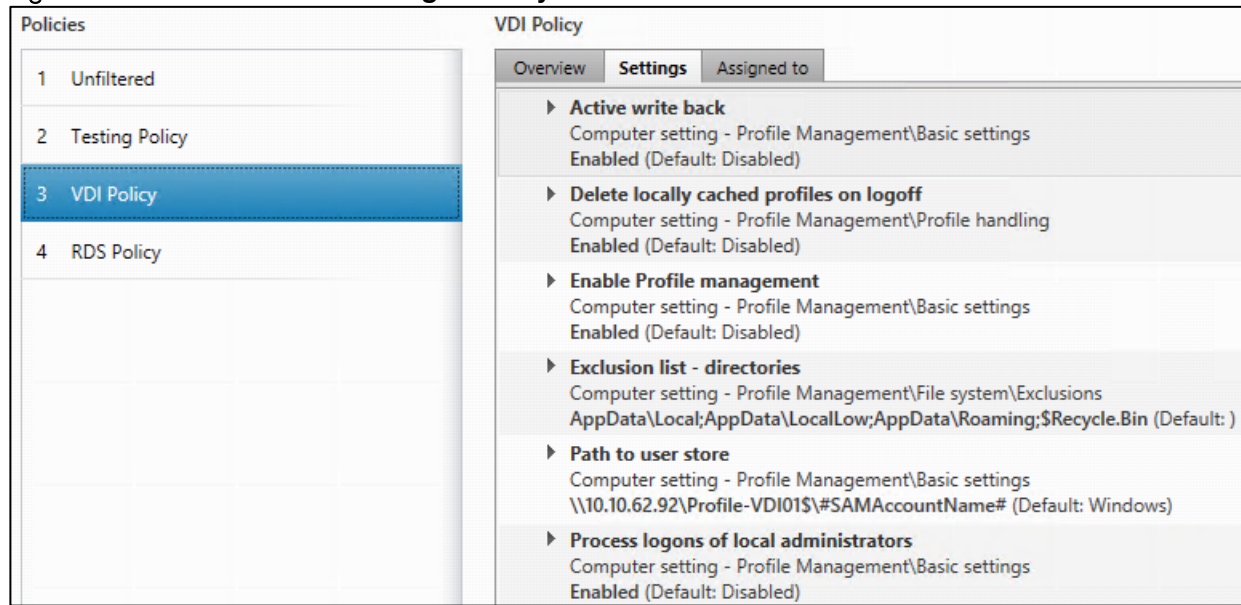 Policies
1 Unfiltered
2 Testing Policy
3 VDI Policy
4 RDS Policy
VDI Policy
Overview Settings Assigned to
Active write back
Computer setting - Profile Management\Basic settings
Enabled (Default: Disabled)
Delete locally cached profiles on logoff
Computer setting - Profile Management\Profile handling
Enabled (Default: Disabled)
Enable Profile management
Computer setting - Profile Management\Basic settings
Enabled (Default: Disabled)
Exclusion list - directories
Computer setting - Profile Management\File system\Exclusions
AppData\Local;AppData\LocalLow;AppData\Roaming;$Recycle.Bin (Default: )
Path to user store
Computer setting - Profile Management\Basic settings
\\10.10.62.92\Profile-VDI01$\#SAMAccountName# (Default: Windows)
Process logons of local administrators
Computer setting - Profile Management\Basic settings
Enabled (Default: Disabled)